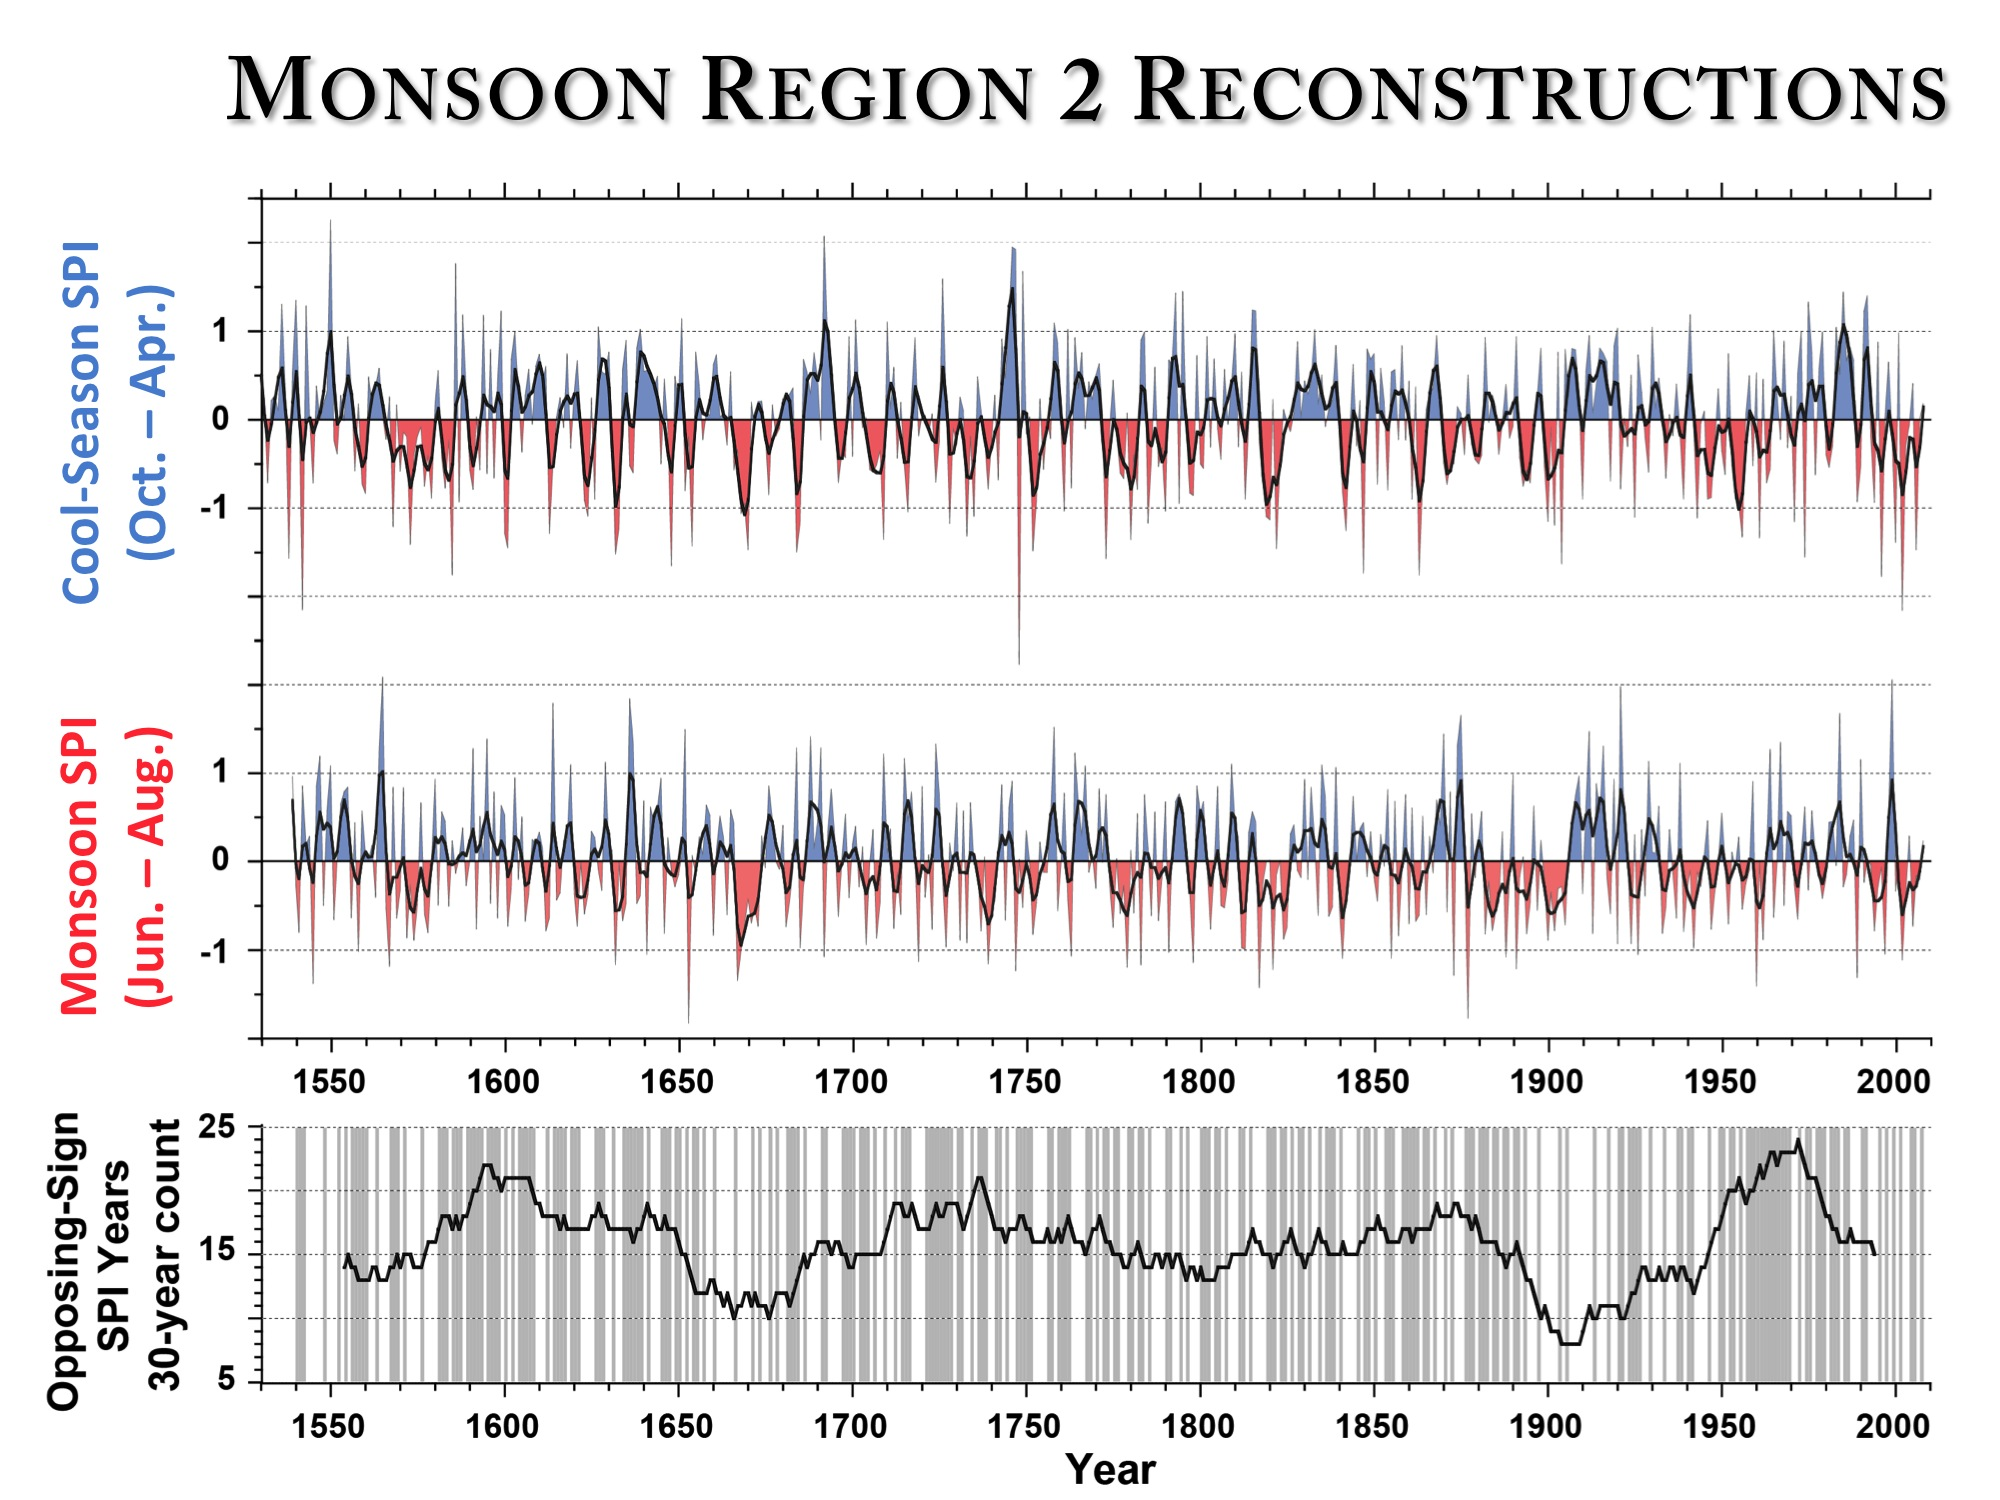 MONSOON REGION 2 RECONSTRUCTIONS
Cool-Season SPI
(Oct. – Apr.)
1
0
-1
Monsoon SPI
(Jun. – Aug.)
1
0
-1
1550 1600 1650 1700 1750 1800 1850 1900 1950 2000
Opposing-Sign
SPI Years
30-year count
25
15
5
1550 1600 1650 1700 1750 1800 1850 1900 1950 2000
Year